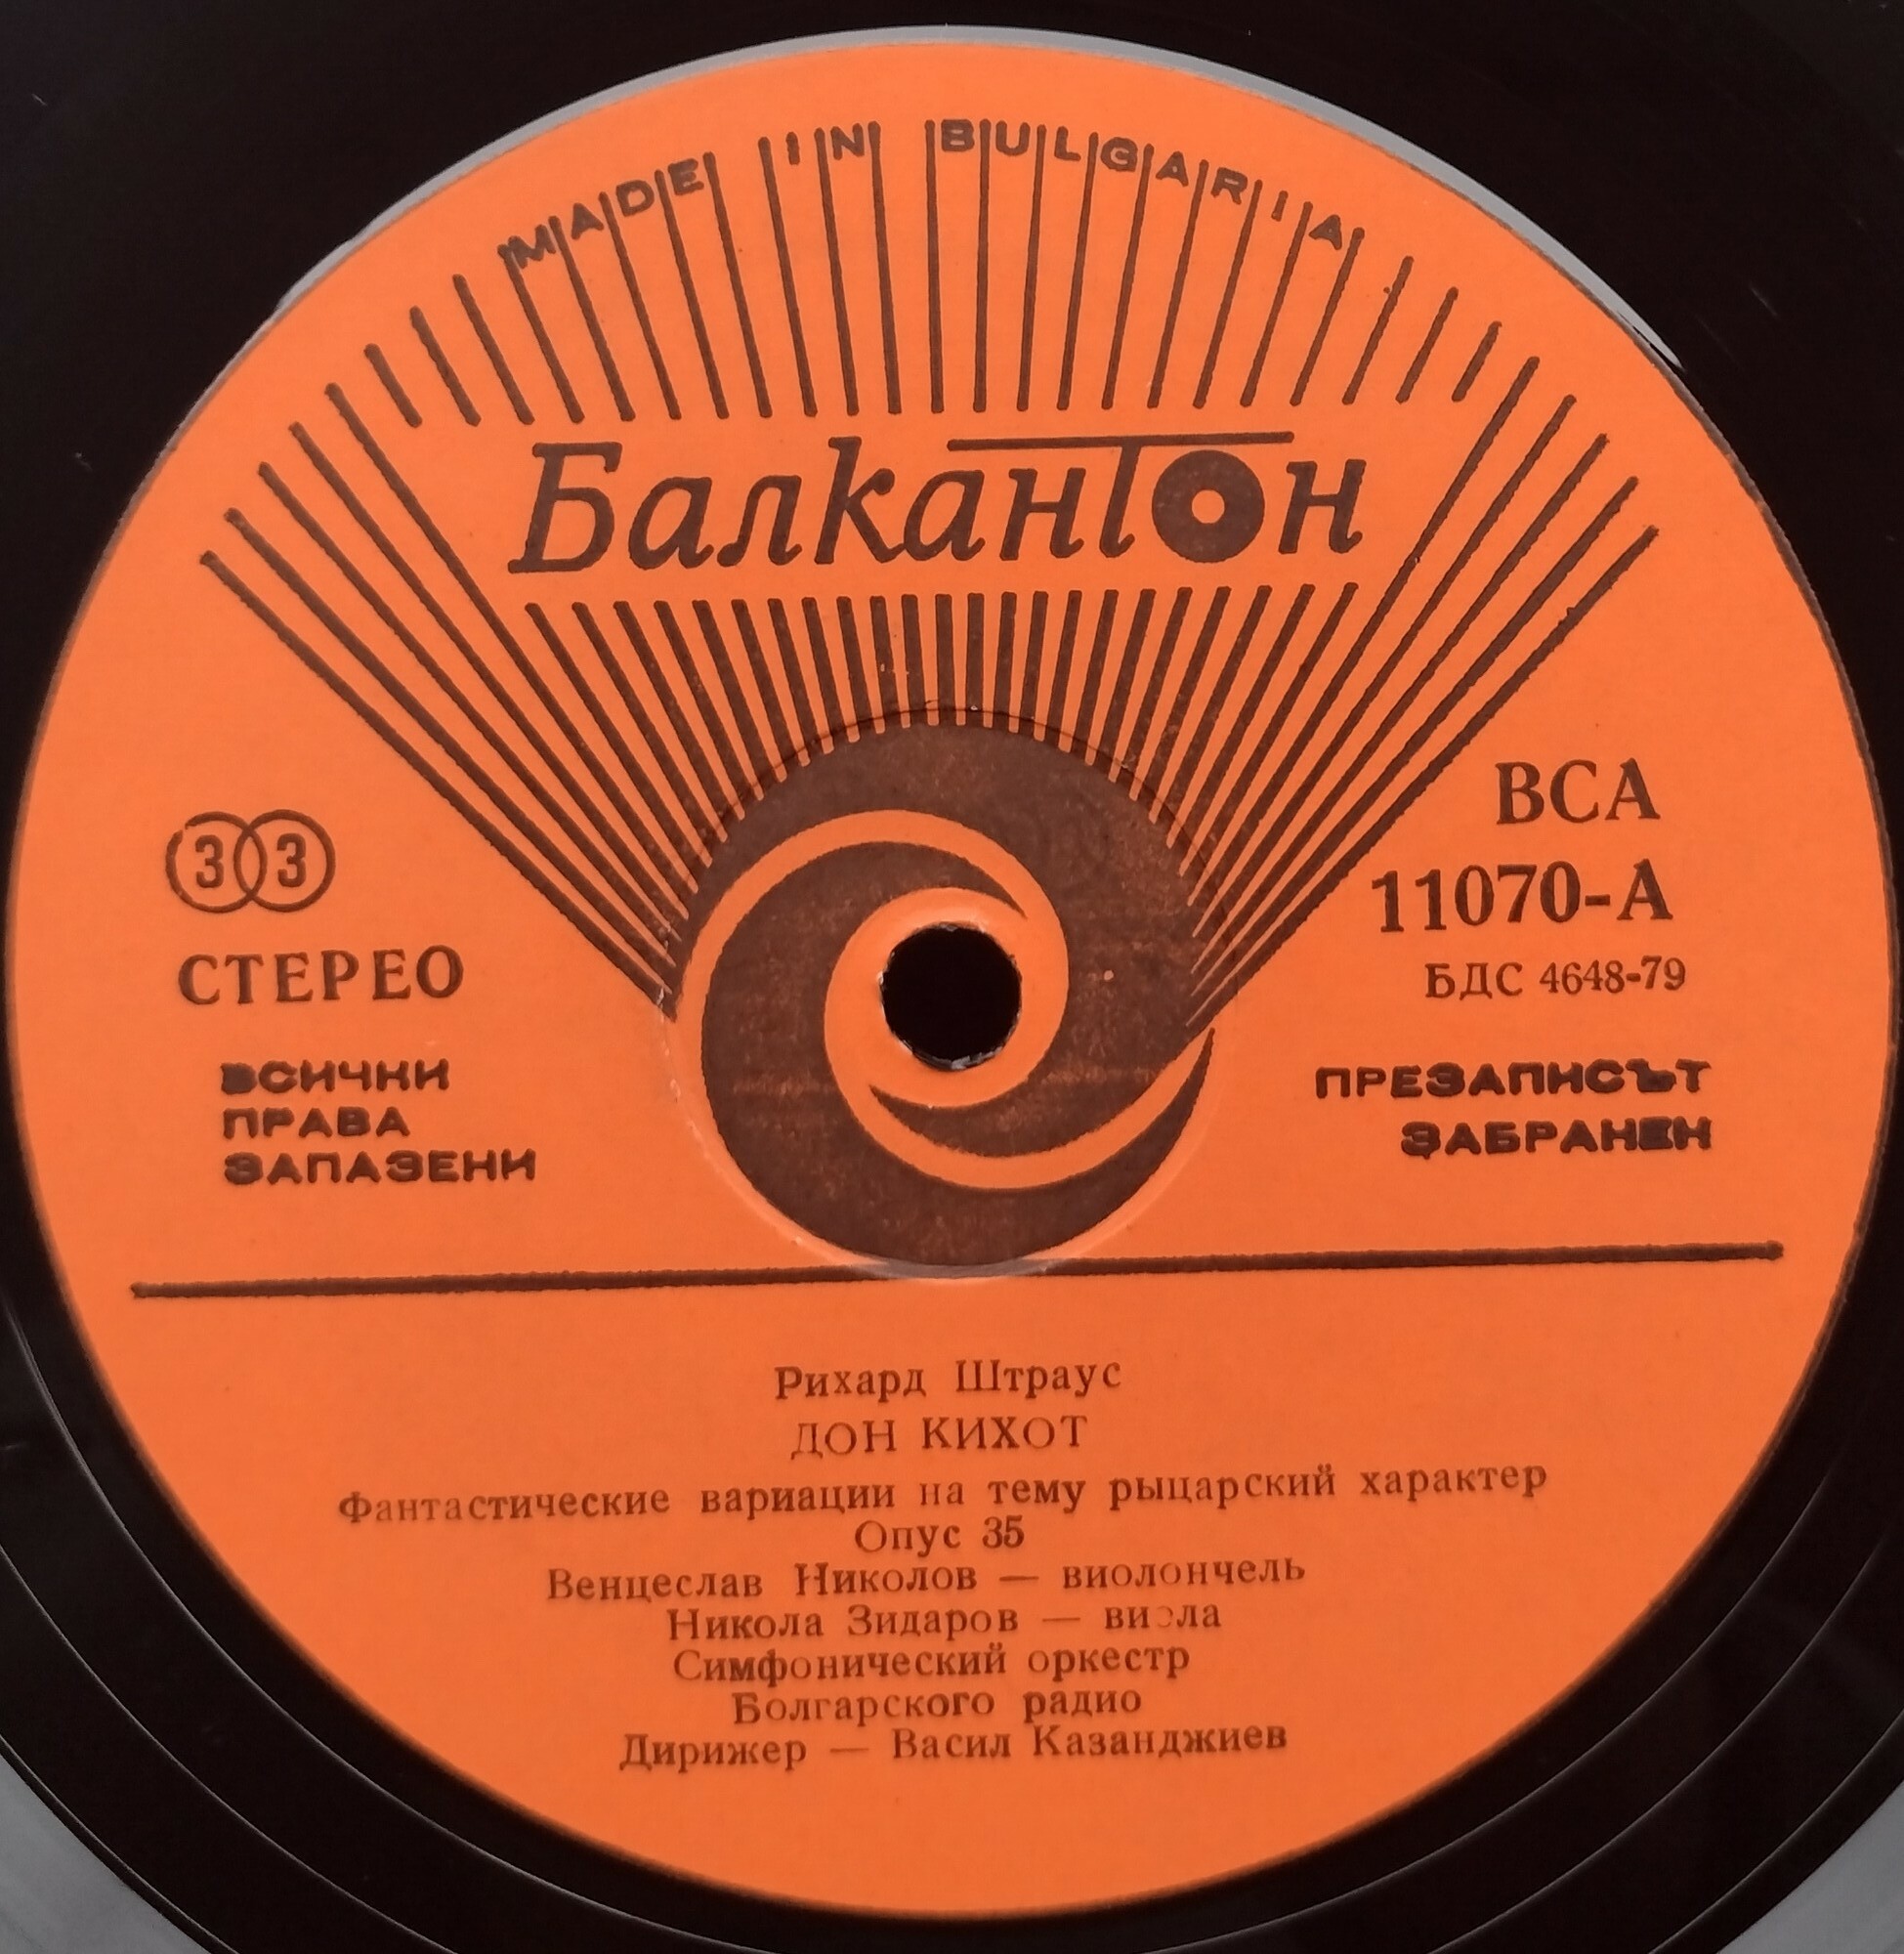 MADE IN BULGARIA
Балкантон
33
СТЕРЕО
ВСИЧКИ
ПРАВА
ЗАПАЗЕНИ
ВСА
11070-А
БДС 4648-79
ПРЕЗАПИСЪТ
ЗАБРАНЕН
Рихард Штраус
ДОН КИХОТ
Фантастические вариации на тему рыцарский характер
Опус 35
Венцеслав Николов — виолончель
Никола Зидаров — виола
Симфонический оркестр
Болгарского радио
Дирижер — Васил Казанджиев